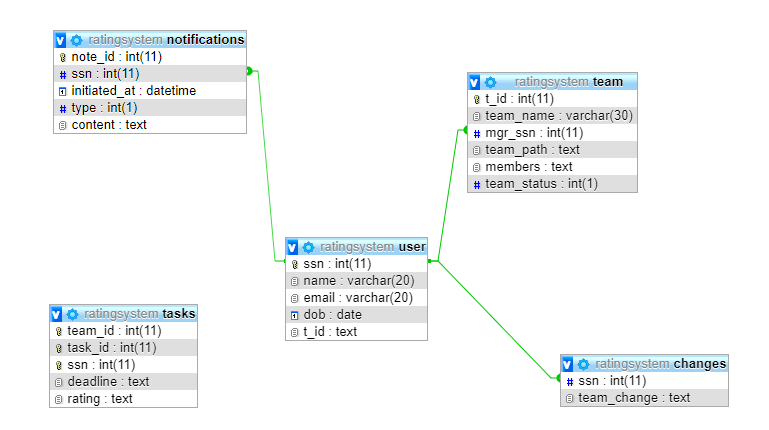 ratingsystem notifications
note_id : int(11)
ssn : int(11)
initiated_at : datetime
type : int(1)
content : text
ratingsystem team
t_id : int(11)
team_name : varchar(30)
mgr_ssn : int(11)
team_path : text
members : text
team_status : int(1)
ratingsystem user
ssn : int(11)
name : varchar(20)
email : varchar(20)
dob : date
t_id : text
ratingsystem tasks
team_id : int(11)
task_id : int(11)
ssn : int(11)
deadline : text
rating : text
ratingsystem changes
ssn : int(11)
team_change : text